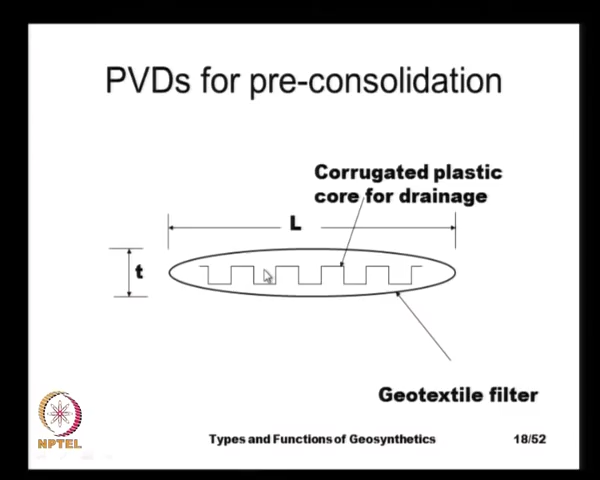 PVDs for pre-consolidation
Corrugated plastic
core for drainage
L
t
Geotextile filter
NPTEL
Types and Functions of Geosynthetics
18/52